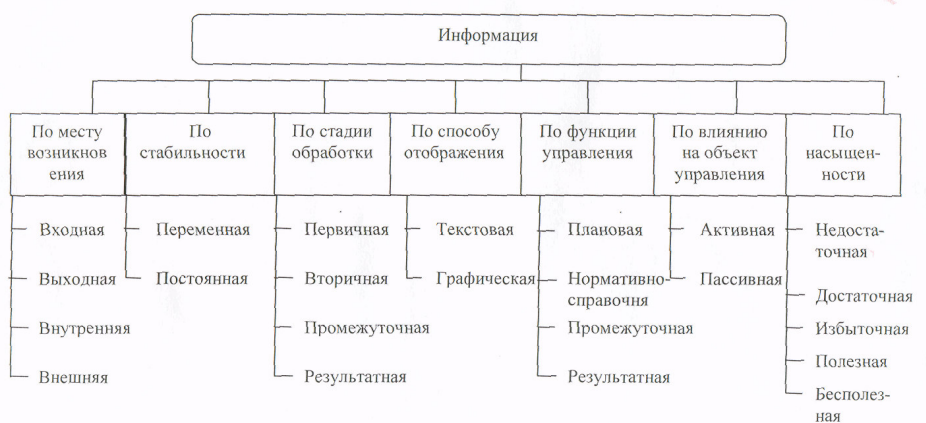 Информация
По месту
возникнов
ения
По
стабильности
По стадии
обработки
По способу
отображения
По функции
управления
По влиянию
на объект
управления
По
насыщен-
ности
Входная
Выходная
Внутренняя
Внешняя
Переменная
Постоянная
Первичная
Вторичная
Промежуточная
Результатная
Текстовая
Графическая
Плановая
Нормативно-
справочня
Промежуточная
Результатная
Активная
Пассивная
Недоста-
точная
Достаточная
Избыточная
Полезная
Бесполез-
ная